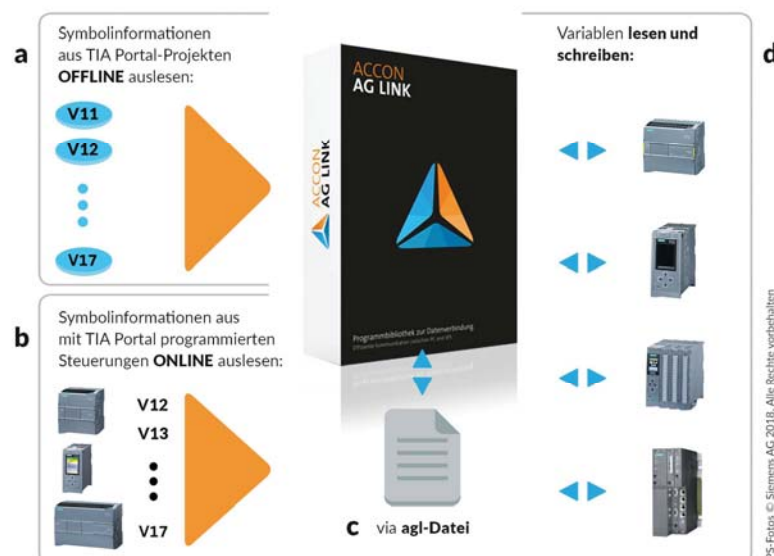 a
Symbolinformationen
aus TIA Portal-Projekten
OFFLINE auslesen:
V11
V12
V17
b
Symbolinformationen aus
mit TIA Portal programmierten
Steuerungen ONLINE auslesen:
V12
V13
V17
ACCON
AG LINK
ACCON
AG LINK
Programmbibliothek zur Datenverbindung
c via agl-Datei
Variablen lesen und
schreiben:
d
PS-Fotos © Siemens AG 2018. Alle Rechte vorbehalten